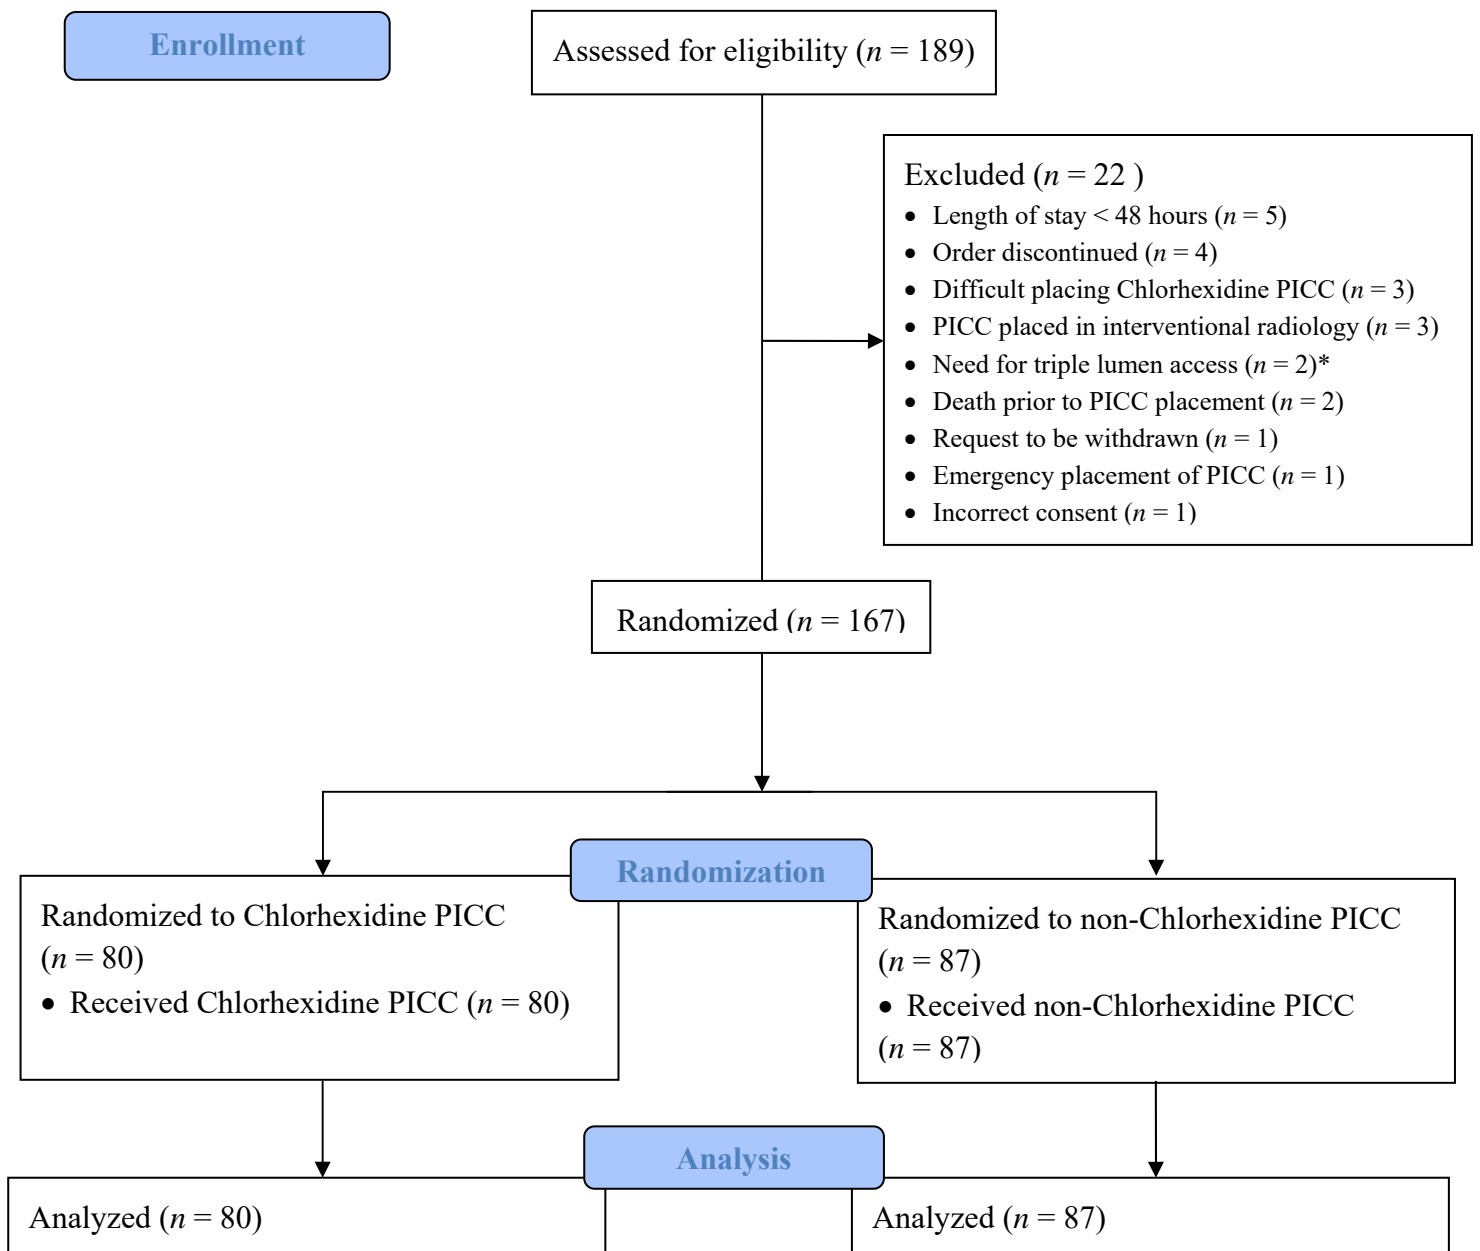 Enrollment
Assessed for eligibility (n = 189)
Excluded (n = 22 )
• Length of stay < 48 hours (n = 5)
• Order discontinued (n = 4)
• Difficult placing Chlorhexidine PICC (n = 3)
• PICC placed in interventional radiology (n = 3)
• Need for triple lumen access (n = 2)*
• Death prior to PICC placement (n = 2)
• Request to be withdrawn (n = 1)
• Emergency placement of PICC (n = 1)
• Incorrect consent (n = 1)
Randomized (n = 167)
Randomization
Randomized to Chlorhexidine PICC
(n = 80)
• Received Chlorhexidine PICC (n = 80)
Randomized to non-Chlorhexidine PICC
(n = 87)
• Received non-Chlorhexidine PICC
(n = 87)
Analysis
Analyzed (n = 80)
Analyzed (n = 87)